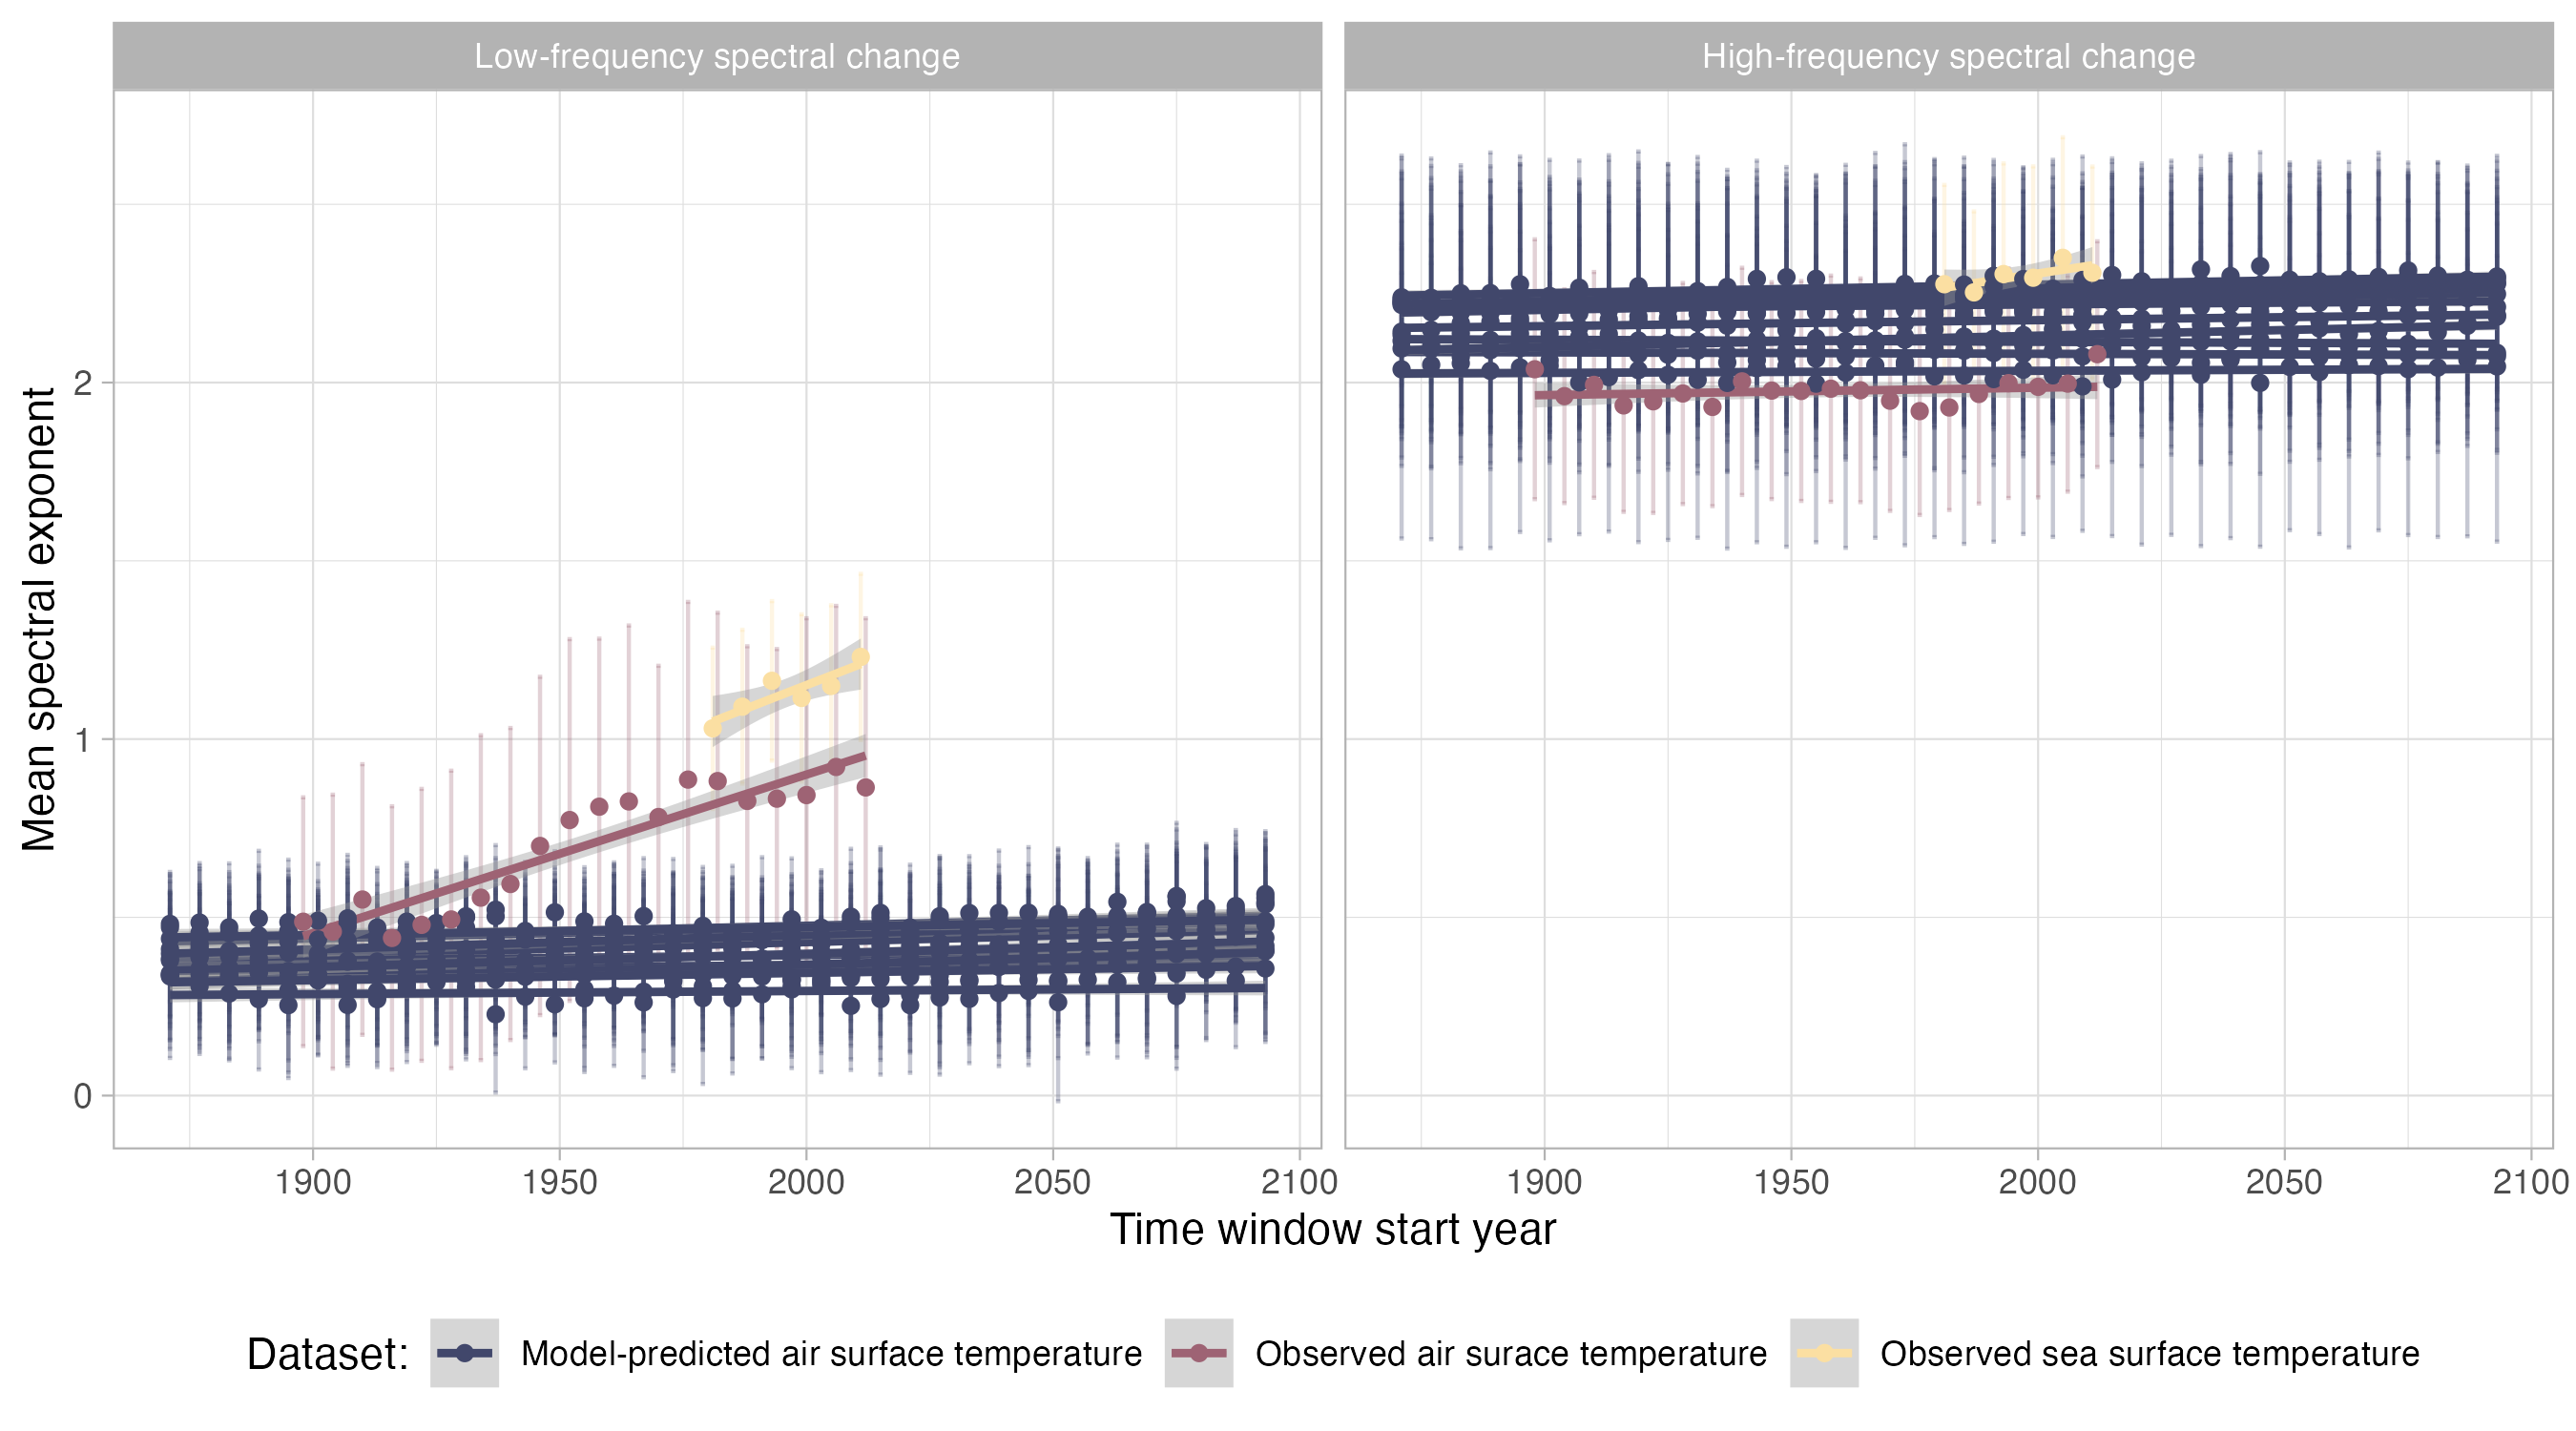 Low-frequency spectral change
High-frequency spectral change
Mean spectral exponent
2
1
0
1900 1950 2000 2050 2100
1900 1950 2000 2050 2100
Time window start year
Dataset: Model-predicted air surface temperature Observed air surace temperature Observed sea surface temperature